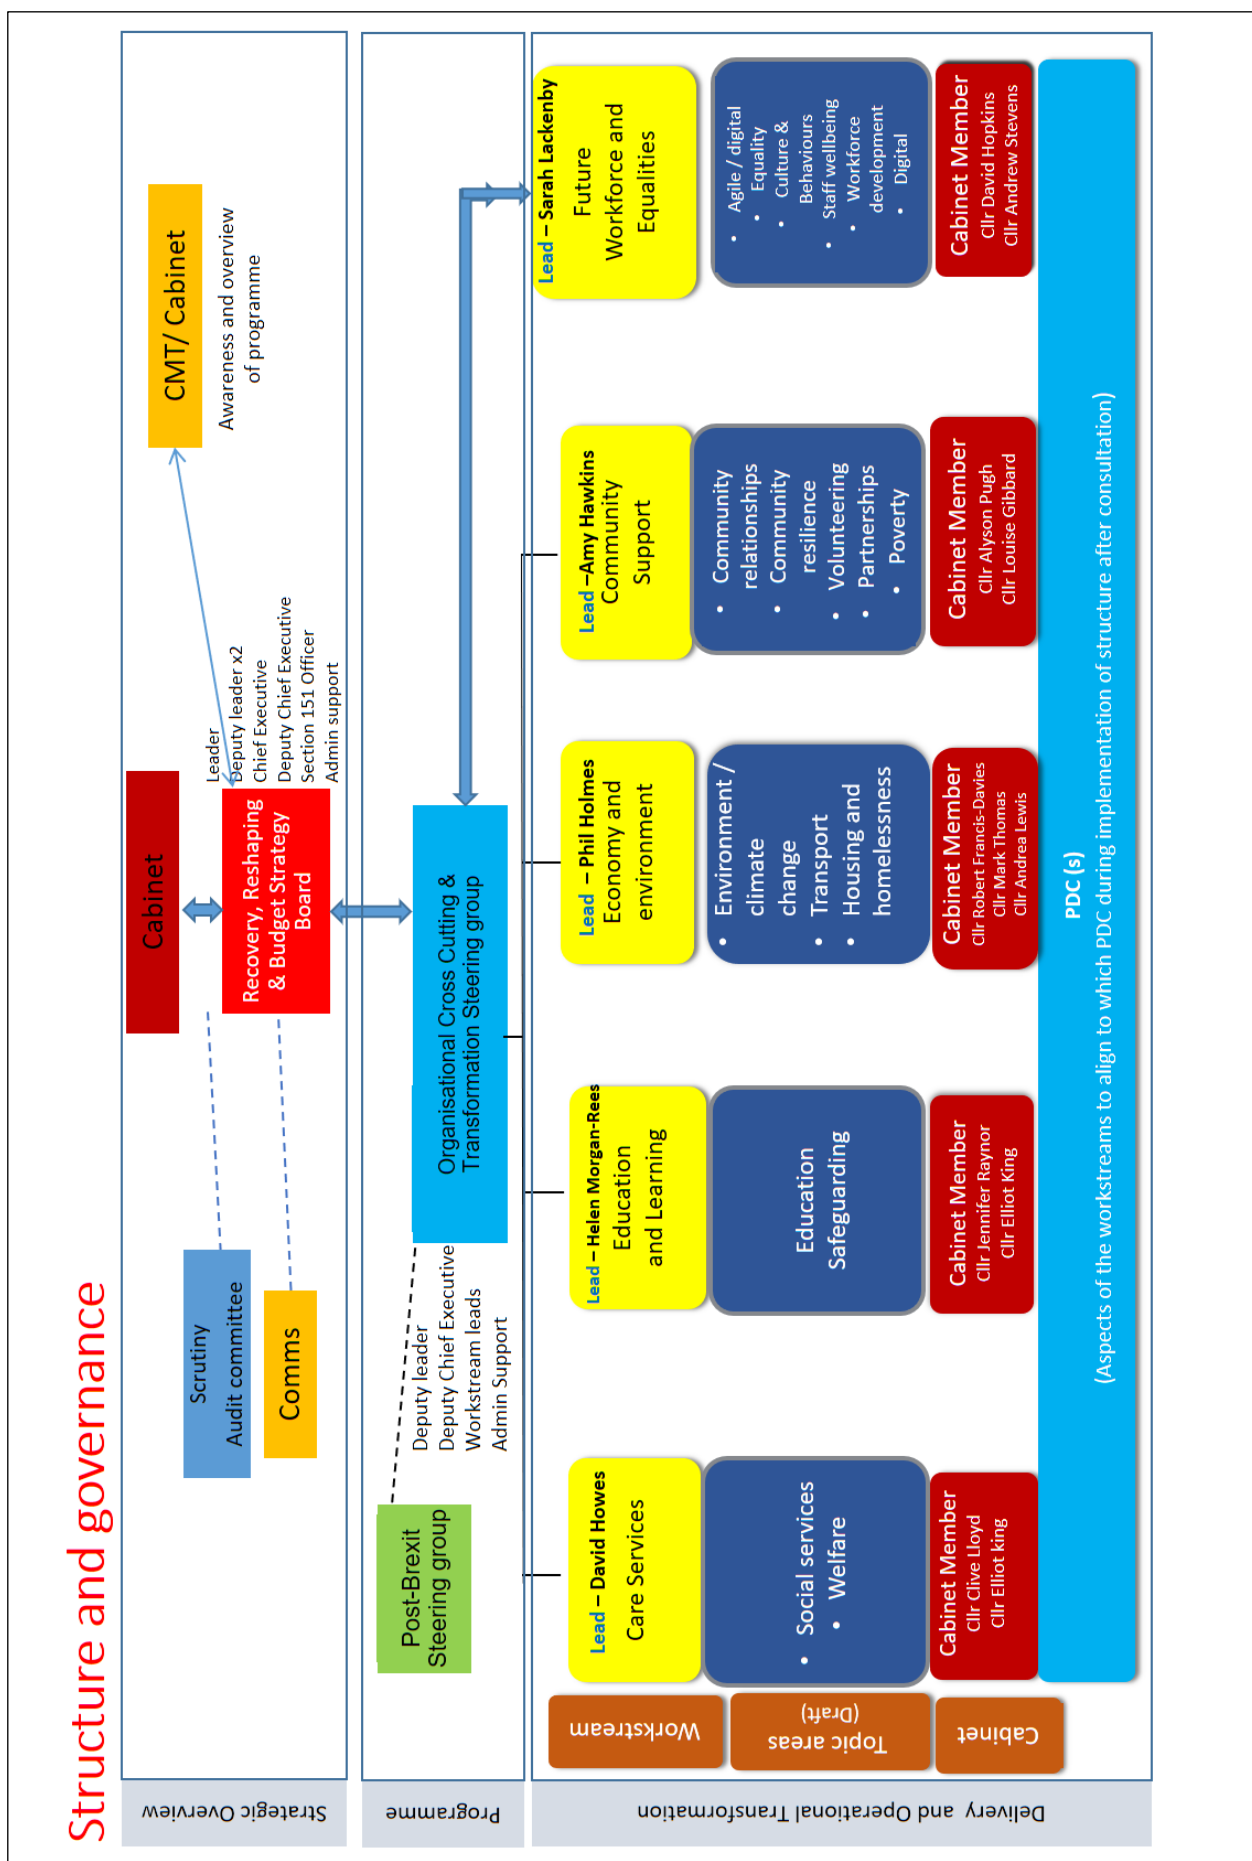 Structure and governance
Strategic Overview
Cabinet
Scrutiny
Audit committee
Comms
Recovery, Reshaping
& Budget Strategy
Board
Leader
Deputy leader x2
Chief Executive
Deputy Chief Executive
Section 151 Officer
Admin support
CMT/ Cabinet
Awareness and overview
of programme
Programme
Post-Brexit
Steering group
Deputy leader
Deputy Chief Executive
Workstream leads
Admin Support
Organisational Cross Cutting &
Transformation Steering group
Delivery and Operational Transformation
Workstream
Lead – David Howes
Care Services
Lead – Helen Morgan-Rees
Education
and Learning
Lead – Phil Holmes
Economy and
environment
Lead –Amy Hawkins
Community
Support
Lead – Sarah Lackenby
Future
Workforce and
Equalities
Topic areas
(Draft)
• Social services
• Welfare
Education
Safeguarding
• Environment /
climate
change
• Transport
• Housing and
homelessness
• Community
relationships
• Community
resilience
• Volunteering
• Partnerships
• Poverty
• Agile / digital
• Equality
• Culture &
Behaviours
• Staff wellbeing
• Workforce
development
• Digital
Cabinet
Cabinet Member
Cllr Clive Lloyd
Cllr Elliot king
Cabinet Member
Cllr Jennifer Raynor
Cllr Elliot King
Cabinet Member
Cllr Robert Francis-Davies
Cllr Mark Thomas
Cllr Andrea Lewis
Cabinet Member
Cllr Alyson Pugh
Cllr Louise Gibbard
Cabinet Member
Cllr David Hopkins
Cllr Andrew Stevens
PDC (s)
(Aspects of the workstreams to align to which PDC during implementation of structure after consultation)